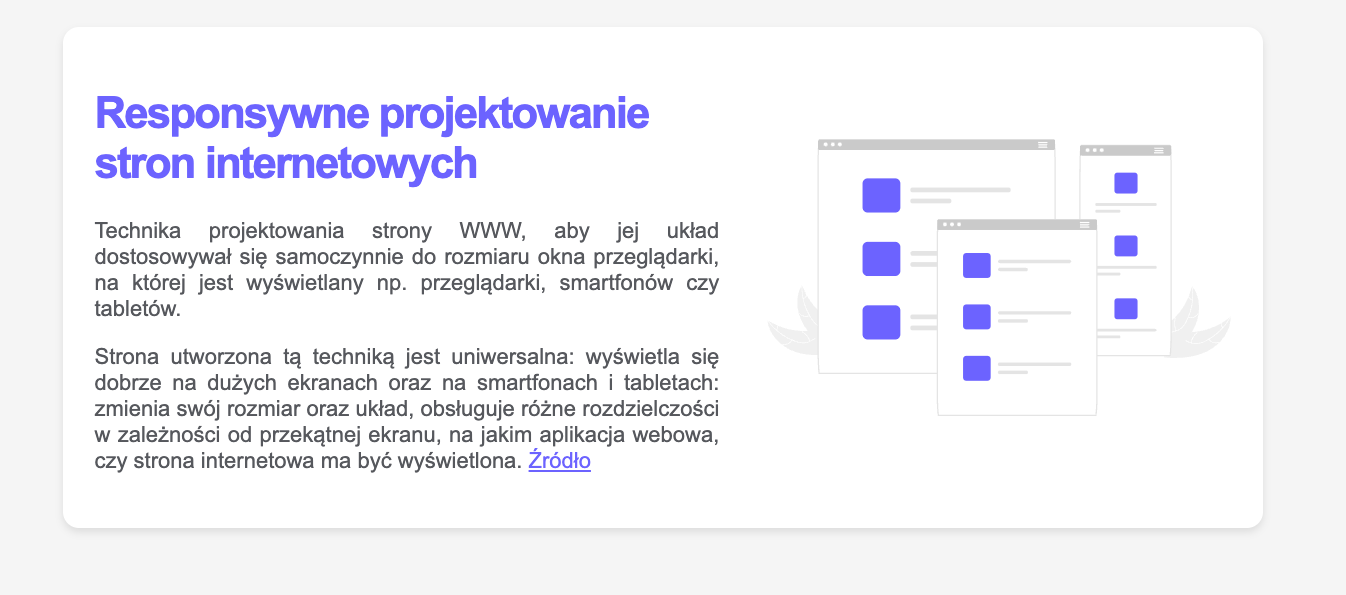 Responsywne projektowanie
stron internetowych
Technika projektowania strony WWW, aby jej układ
dostosowywał się samoczynnie do rozmiaru okna przeglądarki,
na której jest wyświetlany np. przeglądarki, smartfonów czy
tabletów.
Strona utworzona tą techniką jest uniwersalna: wyświetla się
dobrze na dużych ekranach oraz na smartfonach i tabletach:
zmienia swój rozmiar oraz układ, obsługuje różne rozdzielczości
w zależności od przekątnej ekranu, na jakim aplikacja webowa,
czy strona internetowa ma być wyświetlona. Źródło